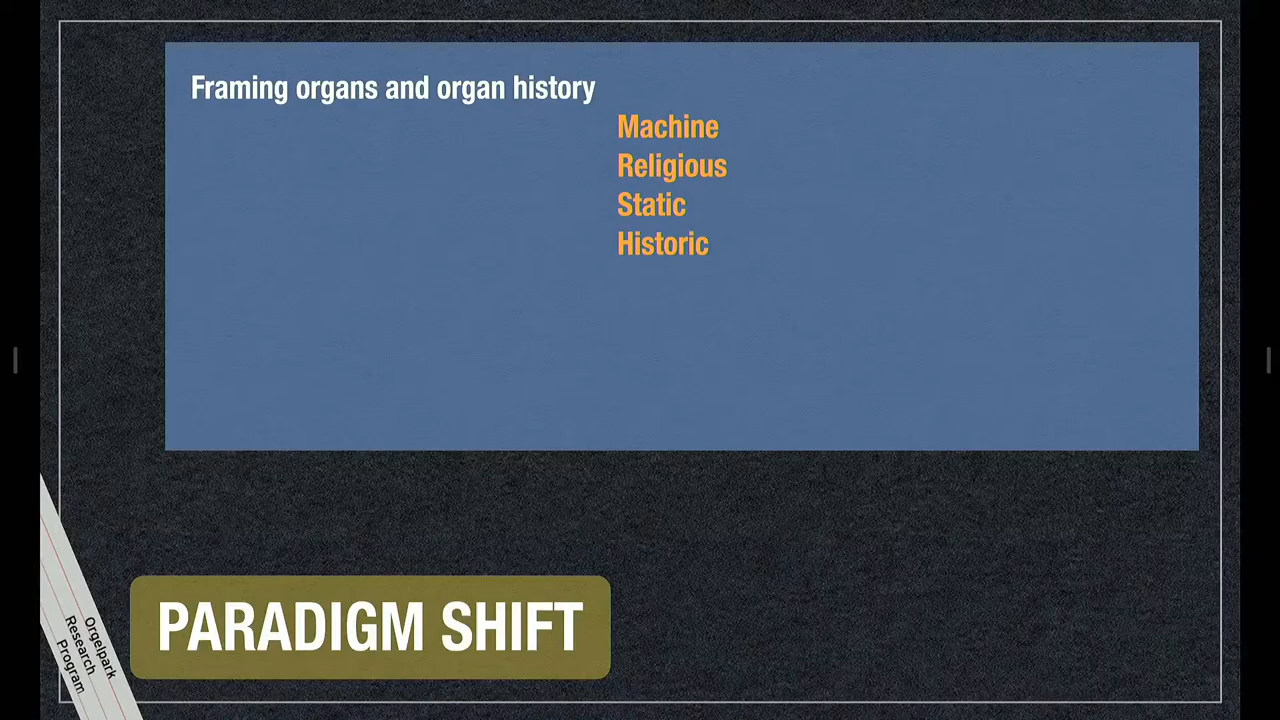 Framing organs and organ history
Machine
Religious
Static
Historic
PARADIGM SHIFT
Orgelpark
Research
Program